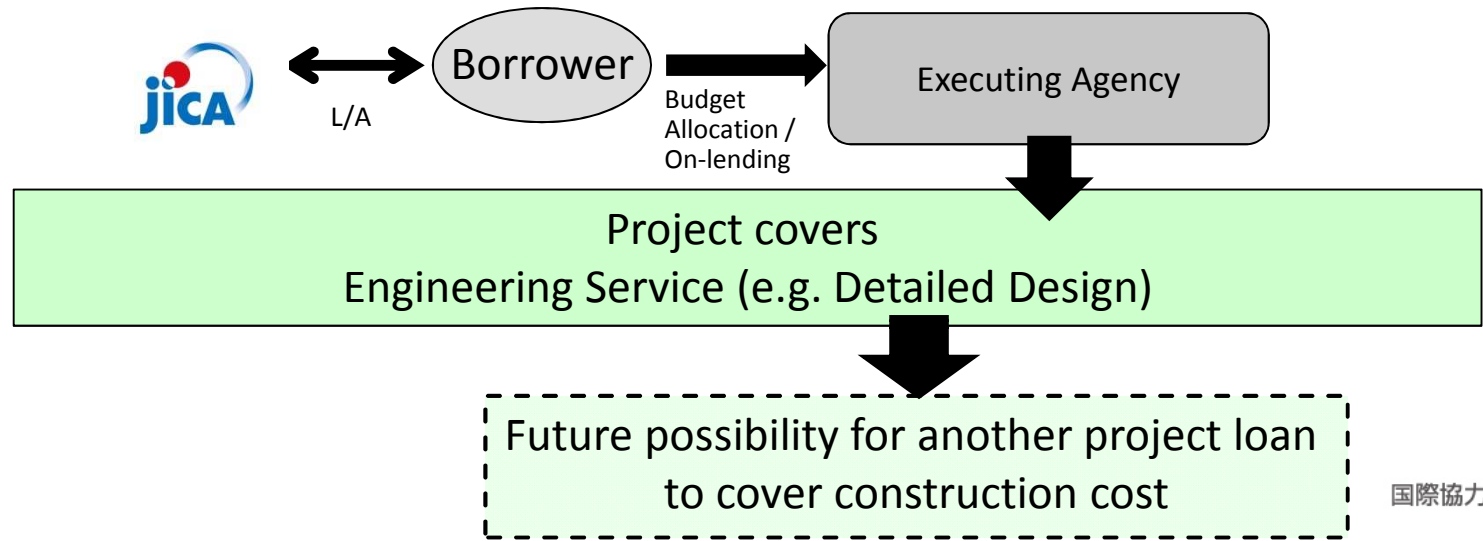 jica
L/A
Borrower
Budget
Allocation /
On-lending
Executing Agency
Project covers
Engineering Service (e.g. Detailed Design)
Future possibility for another project loan
to cover construction cost
国際協力